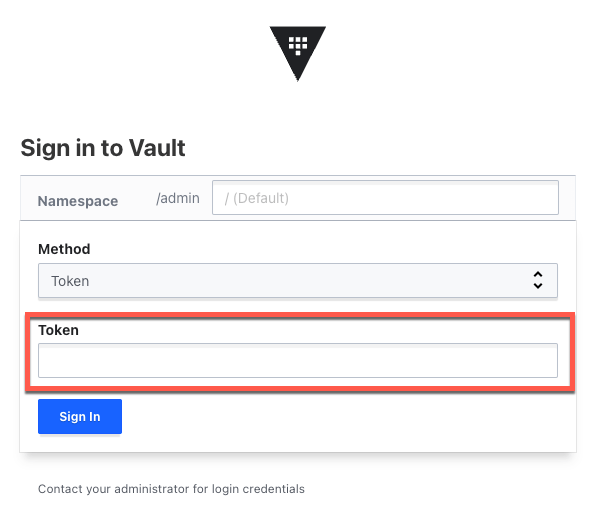 Sign in to Vault
Namespace /admin / (Default)
Method
Token
Token
Sign In
Contact your administrator for login credentials